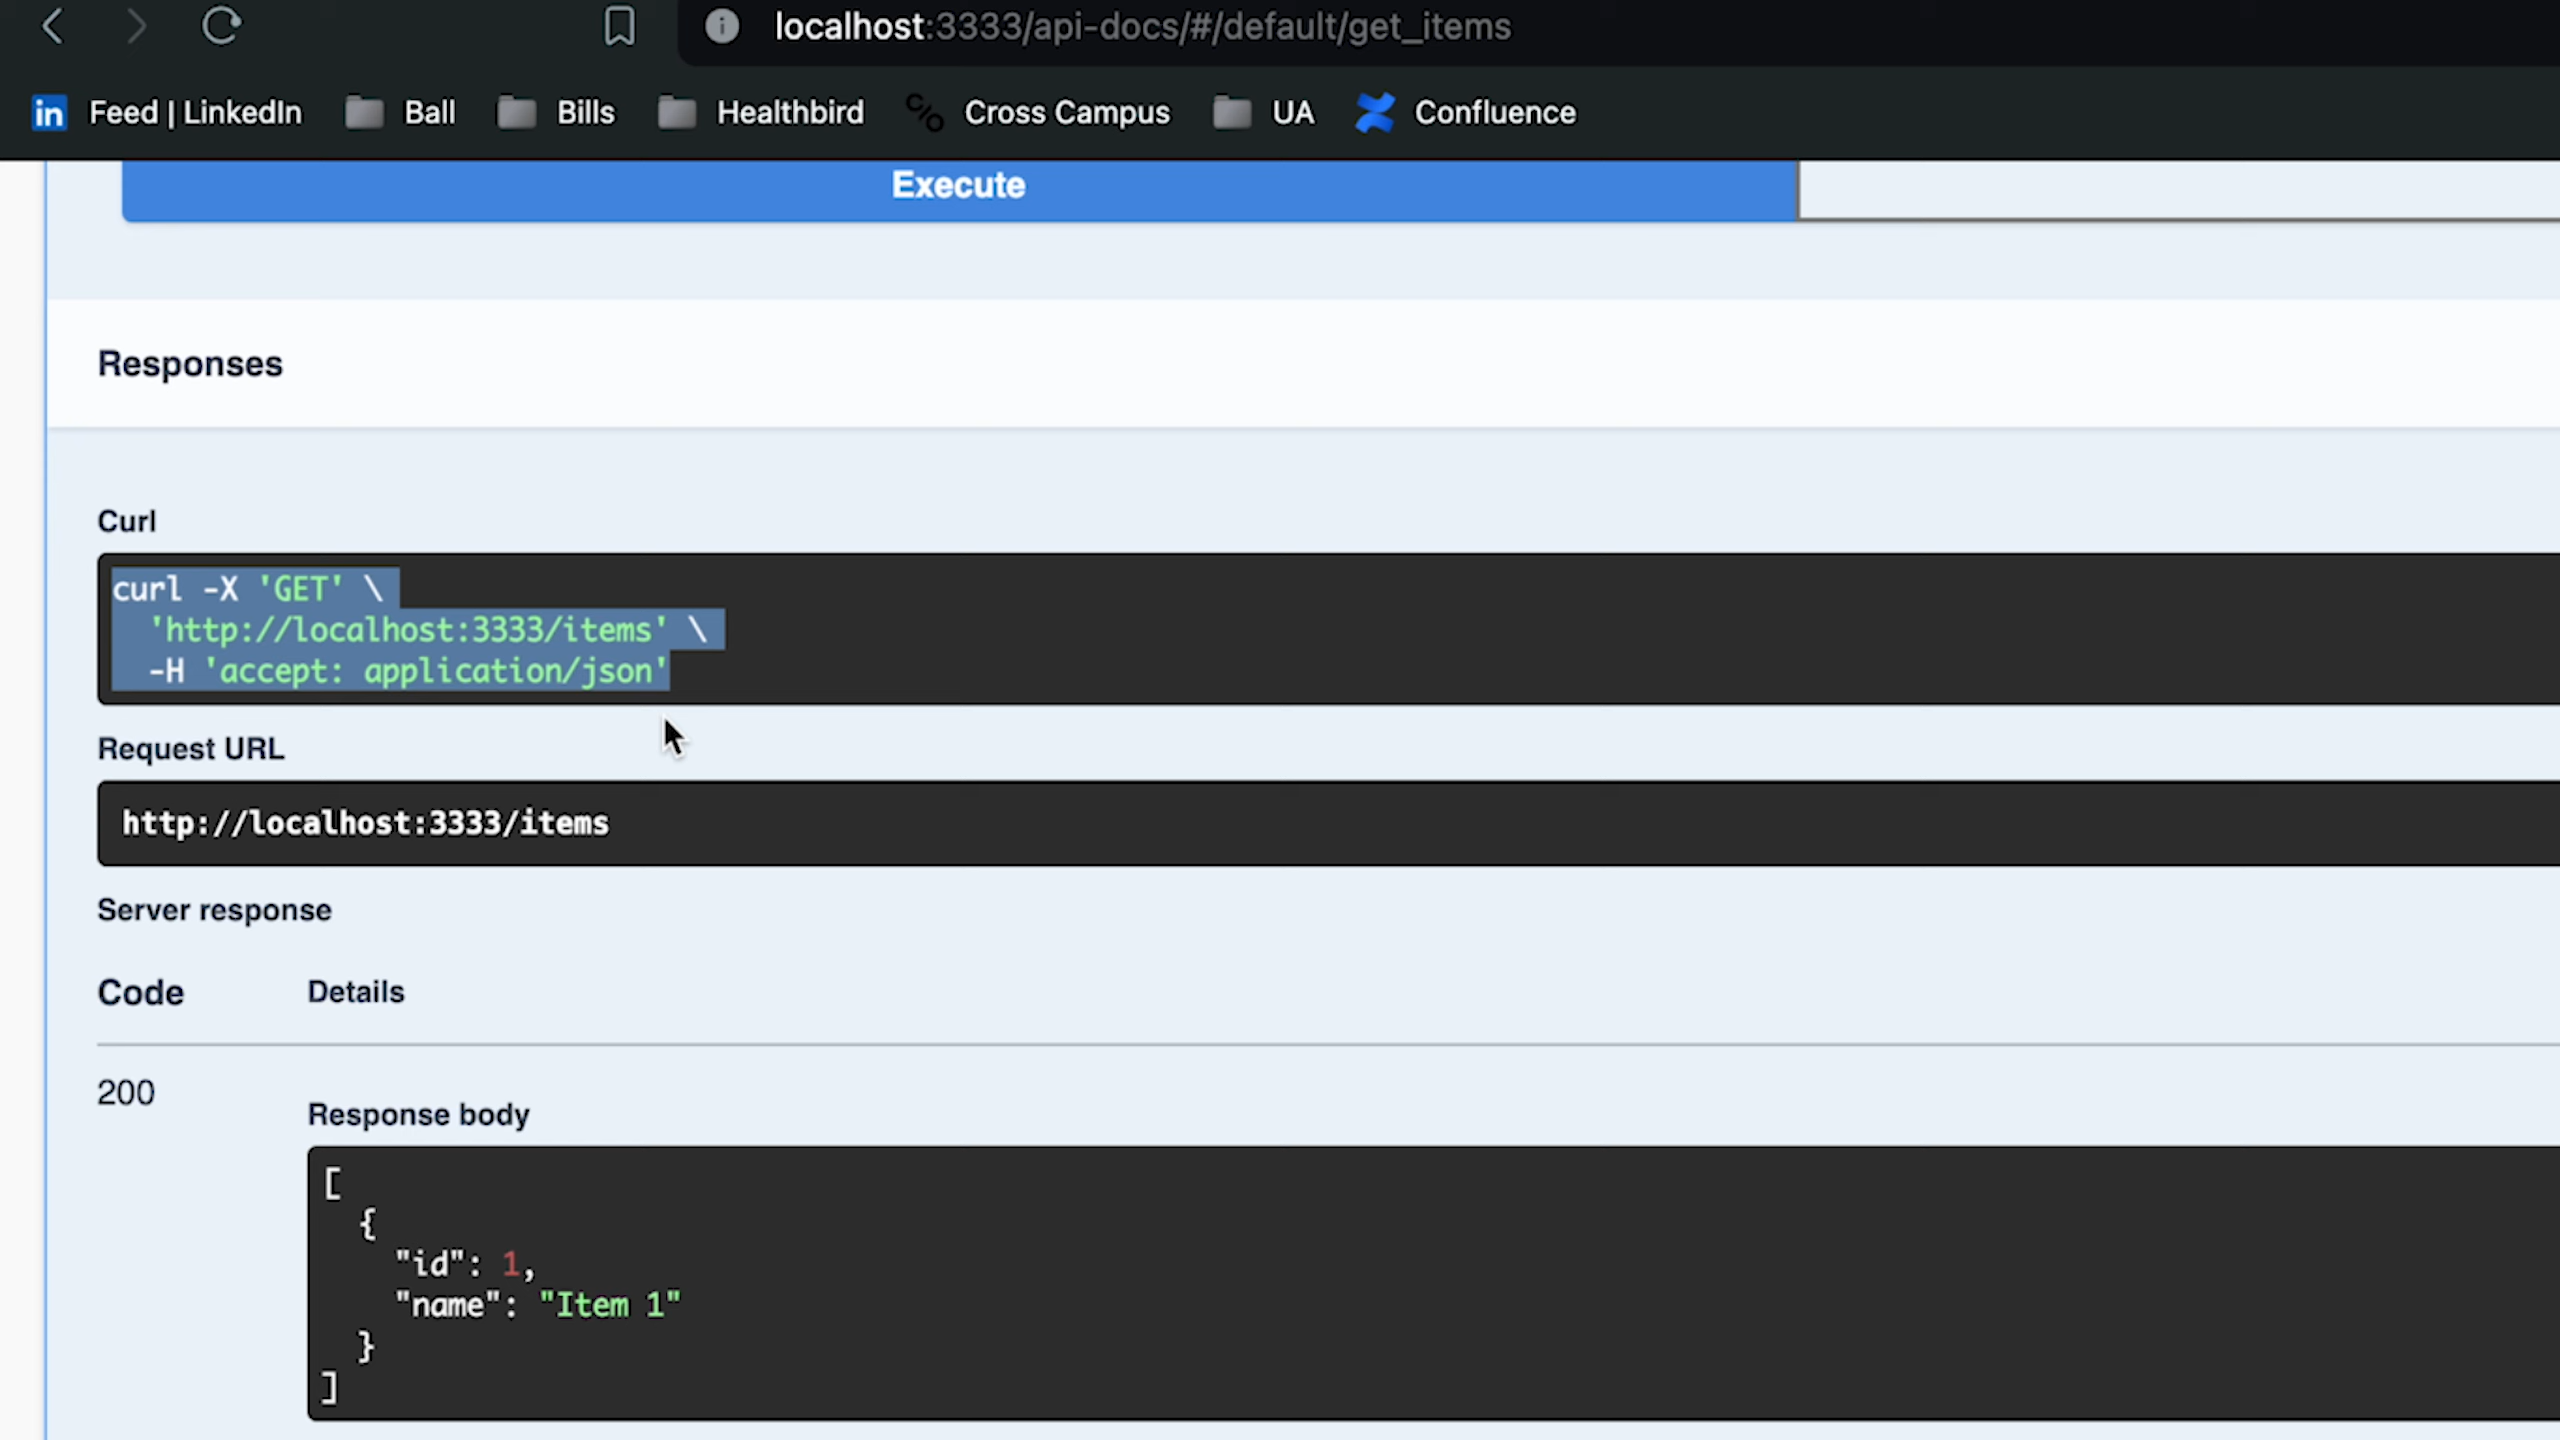 localhost:3333/api-docs/#/default/get_items
in Feed | LinkedIn Ball Bills Healthbird C/O Cross Campus UA Confluence
Execute
Responses
Curl
curl -X 'GET' \
'http://localhost:3333/items' \
-H 'accept: application/json'
Request URL
http://localhost:3333/items
Server response
Code Details
200
Response body
[
{
"id": 1,
"name": "Item 1"
}
]